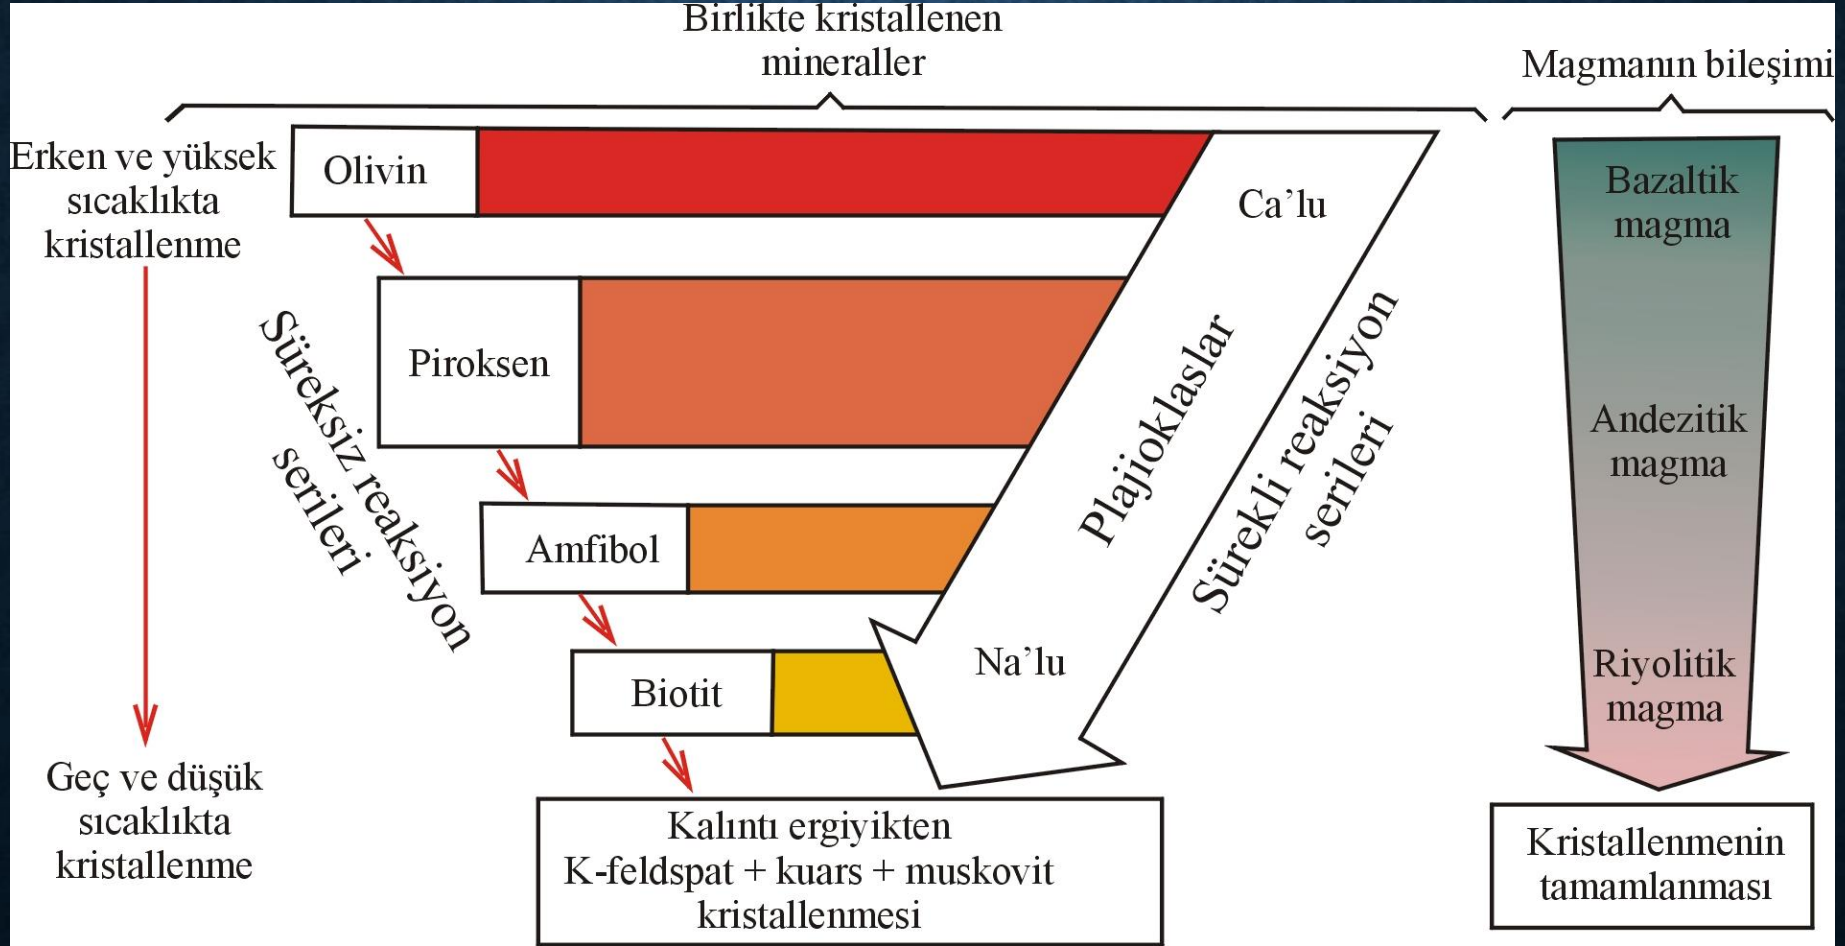 Birlikte kristallenen
mineraller
Magmanın bileşimi
Erken ve yüksek
sıcaklıkta
kristallenme
Olivin
Ca’lu
Bazaltik
magma
Süreksiz reaksiyon
serileri
Piroksen
Plajioklaslar
Sürekli reaksiyon
serileri
Andezitik
magma
Amfibol
Biotit
Na’lu
Riyolitik
magma
Geç ve düşük
sıcaklıkta
kristallenme
Kalıntı ergiyikten
K-feldspat + kuars + muskovit
kristallenmesi
Kristallenmenin
tamamlanması